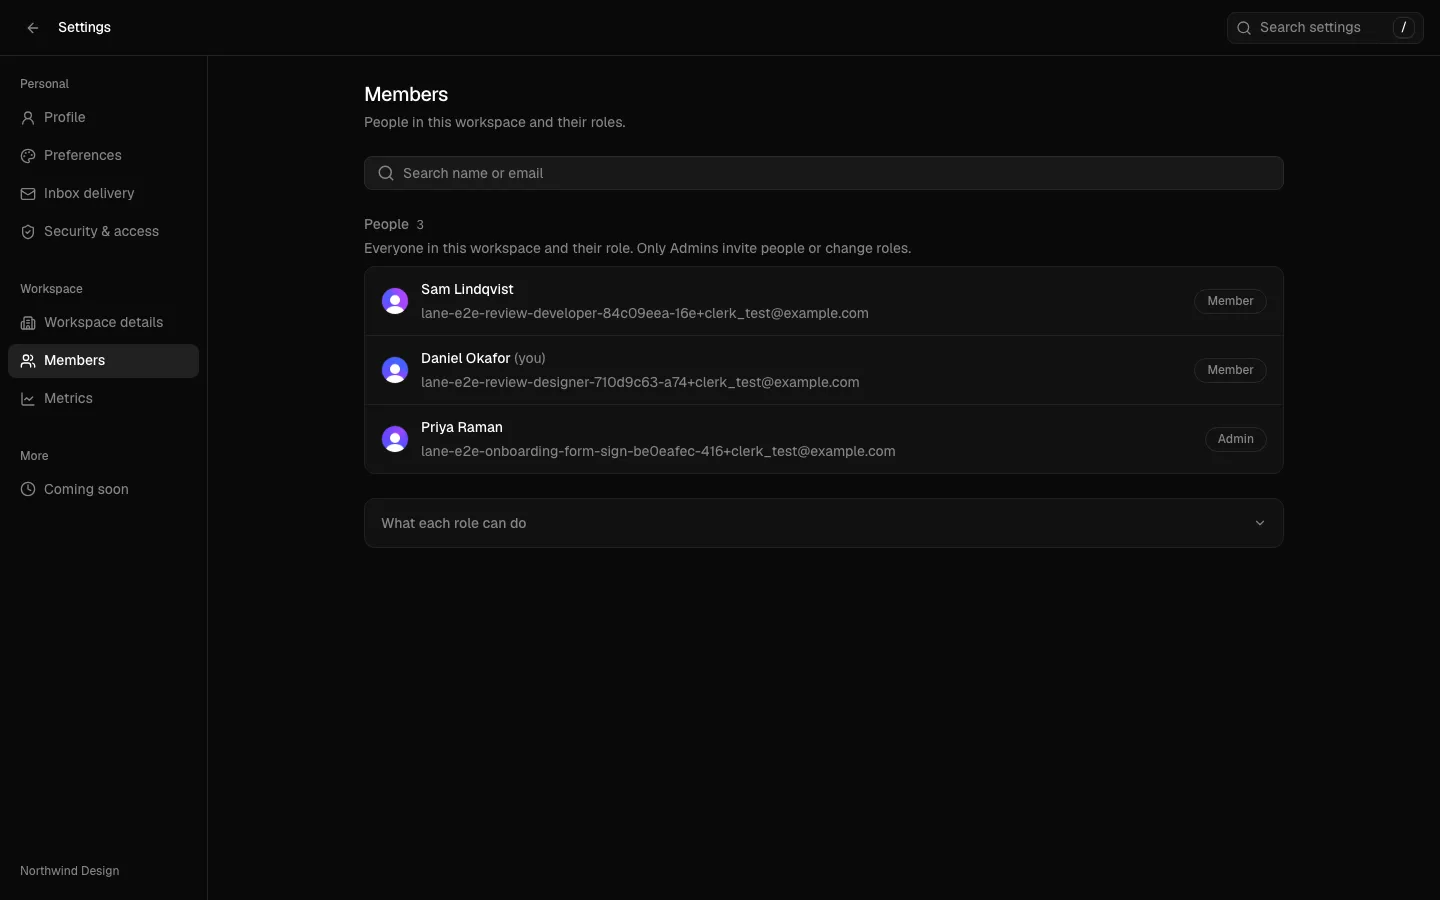 Settings
Search settings /
Personal
Profile
Preferences
Inbox delivery
Security & access
Workspace
Workspace details
Members
Metrics
More
Coming soon
Northwind Design
Members
People in this workspace and their roles.
Search name or email
People 3
Everyone in this workspace and their role. Only Admins invite people or change roles.
Sam Lindqvist
lane-e2e-review-developer-84c09eea-16e+clerk_test@example.com
Member
Daniel Okafor (you)
lane-e2e-review-designer-710d9c63-a74+clerk_test@example.com
Member
Priya Raman
lane-e2e-onboarding-form-sign-be0eafec-416+clerk_test@example.com
Admin
What each role can do